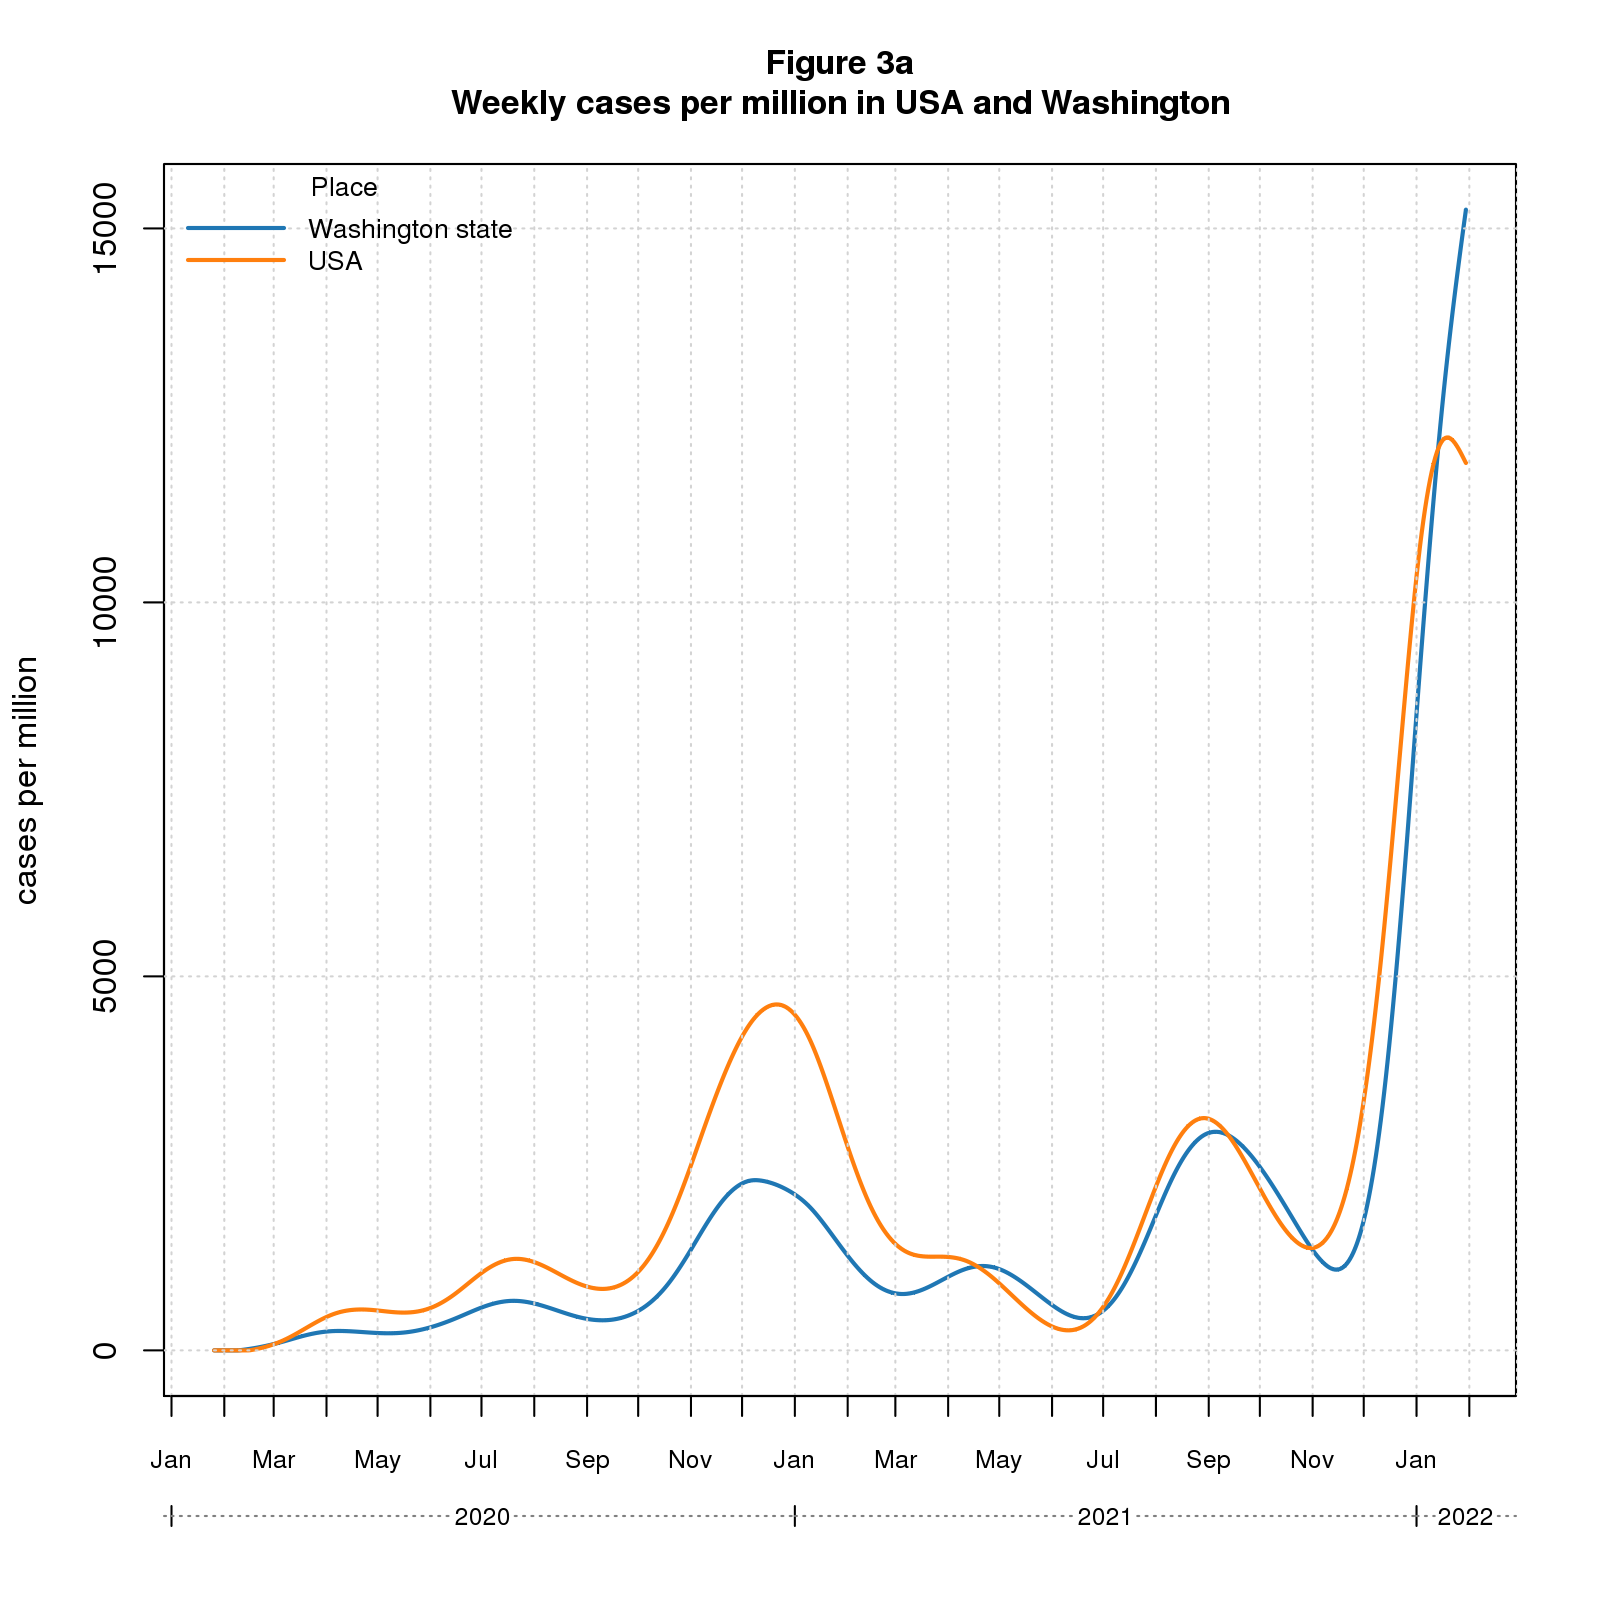 Figure 3a
Weekly cases per million in USA and Washington
Place
Washington state
USA
cases per million
15000
10000
5000
0
Jan Mar May Jul Sep Nov Jan Mar May Jul Sep Nov Jan
2020 2021 2022